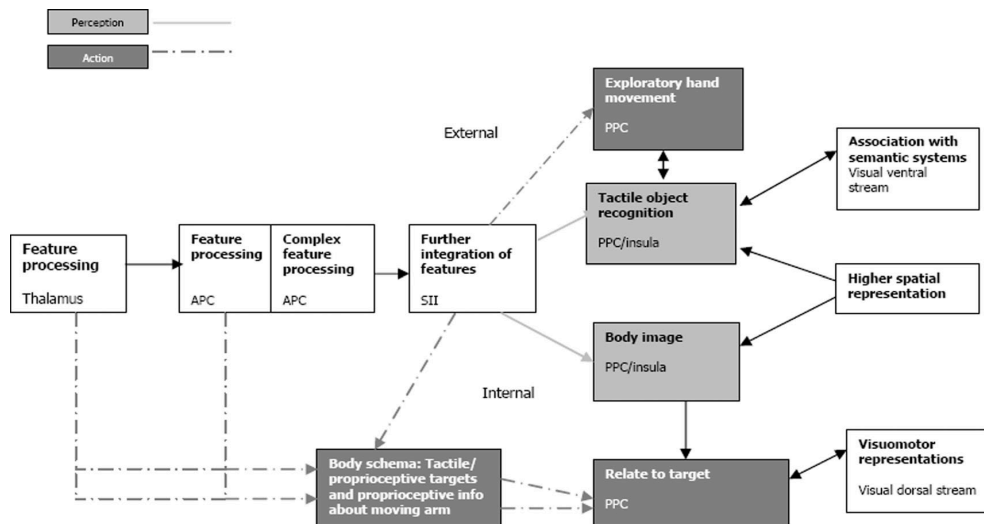 Perception
Action
External
Exploratory hand
movement
PPC
Association with
semantic systems
Visual ventral
stream
Tactile object
recognition
PPC/insula
Feature
processing
Thalamus
Feature
processing
APC
Complex
feature
processing
APC
Further
integration of
features
SII
Higher spatial
representation
Body image
PPC/insula
Internal
Body schema: Tactile/
proprioceptive targets
and proprioceptive info
about moving arm
Relate to target
PPC
Visuomotor
representations
Visual dorsal stream